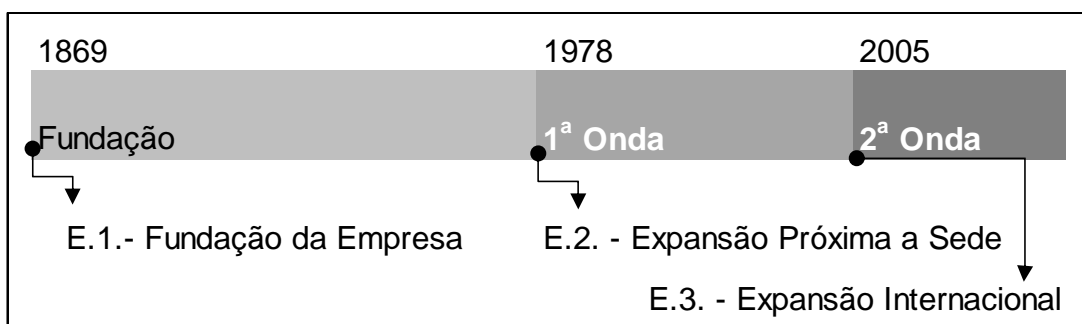 1869 1978 2005
Fundação 1ª Onda 2ª Onda
E.1.- Fundação da Empresa E.2. - Expansão Próxima a Sede
E.3. - Expansão Internacional